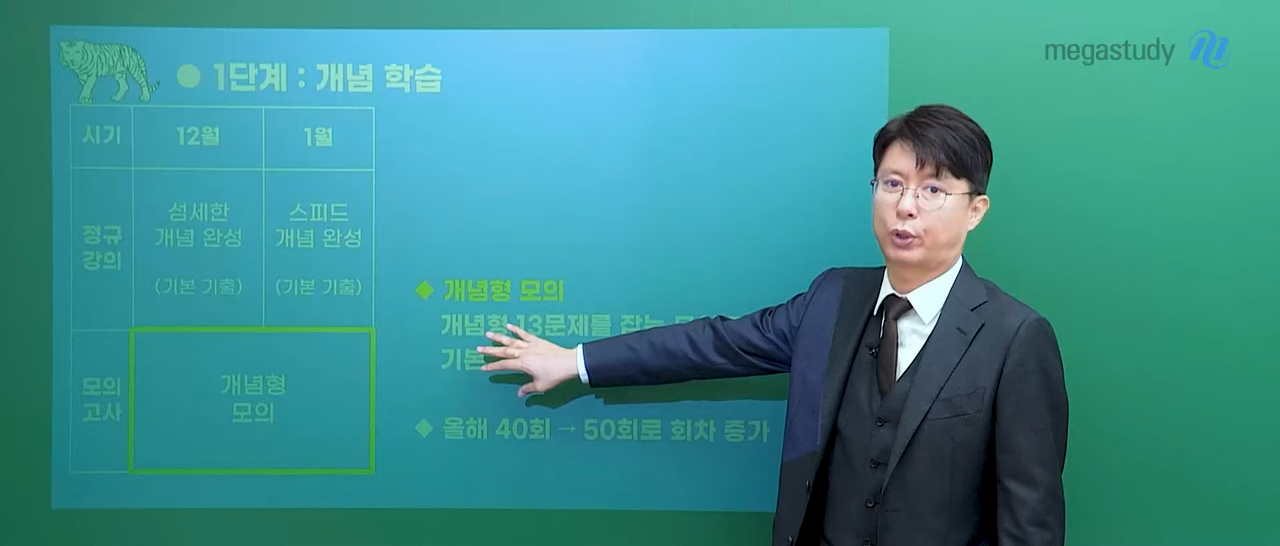 megastudy
● 1단계 : 개념 학습
시기 12월 1월
정규
강의
섬세한
개념 완성
(기본 기출)
스피드
개념 완성
(기본 기출)
모의
고사
개념형
모의
◆ 개념형 모의
개념형 13문제를 잡는
기본
◆ 올해 40회 → 50회로 회차 증가